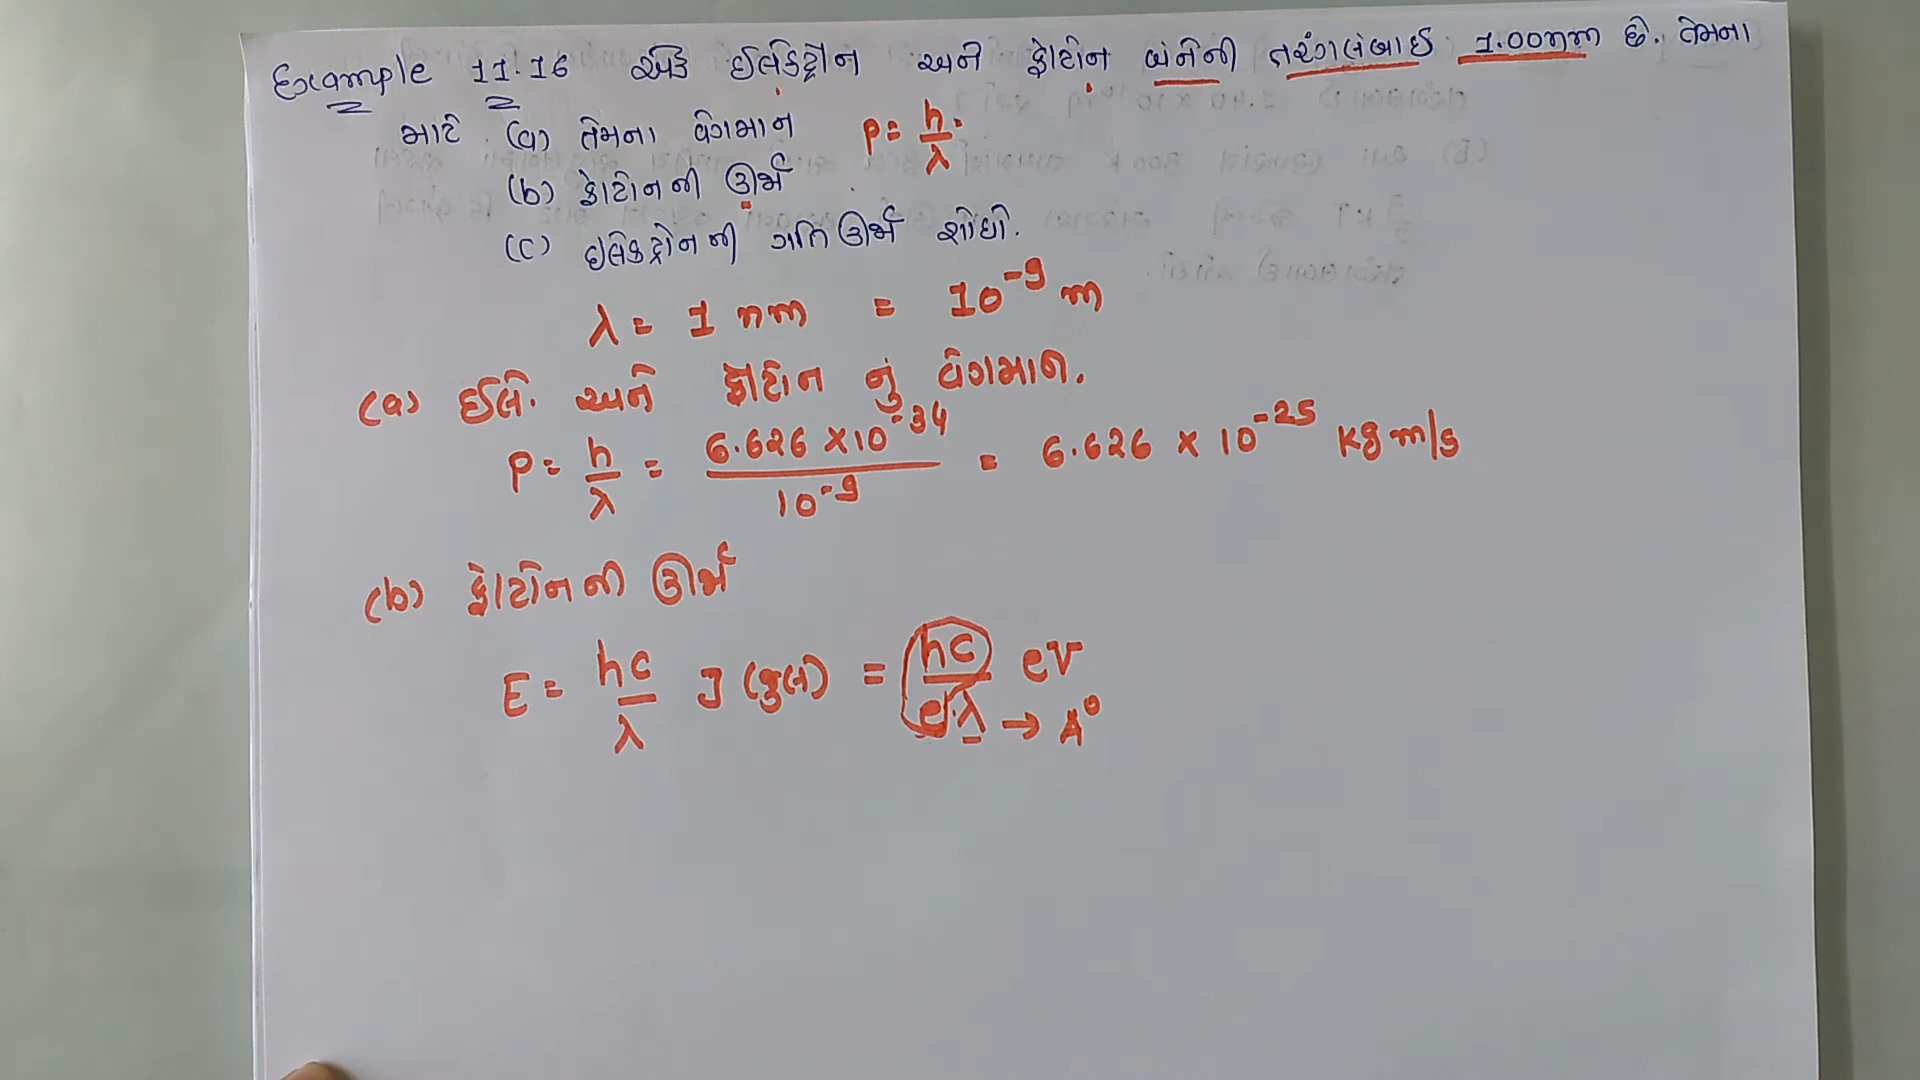 Example 11.16 એક ઈલેક્ટ્રોન અને ફોટોન બંનેની તરંગલંબાઈ 1.00nm છે. તેમના
માટે (a) તેમના વેગમાન P = h/λ
(b) ફોટોનની ઊર્જા
(c) ઇલેક્ટ્રોનની ગતિઊર્જા શોધો.
λ = 1 nm = 10⁻⁹ m
(a) ઈલે. અને ફોટોન નું વેગમાન.
P = h/λ = 6.626 × 10⁻³⁴ / 10⁻⁹ = 6.626 × 10⁻²⁵ kg m/s
(b) ફોટોનની ઊર્જા
E = hc/λ J (જુલ) = hc/e.λ eV
→ A⁰